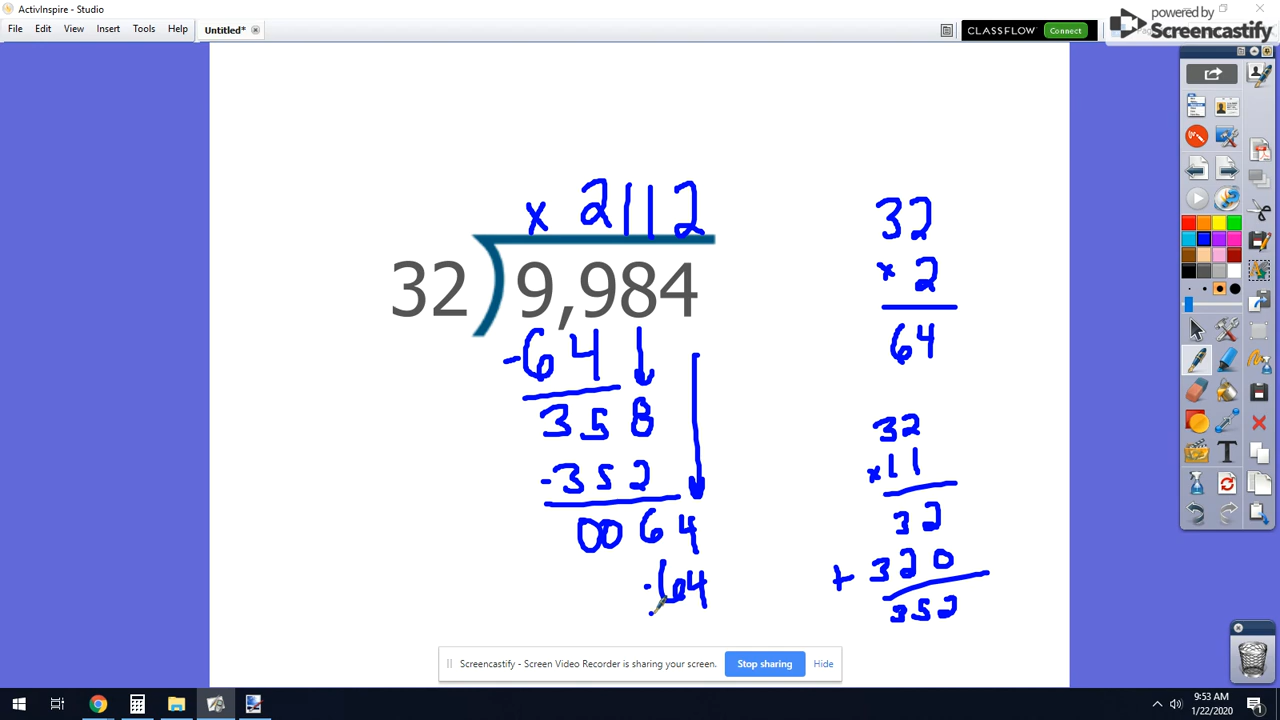 ActivInspire - Studio
powered by
Screencastify
File Edit View Insert Tools Help Untitled*
CLASSFLOW Connect
x 2112
32 9,984
-64
358
-352
0064
-64
32
x 2
64
32
x11
32
+ 320
352
Screencastify - Screen Video Recorder is sharing your screen. Stop sharing Hide
9:53 AM
1/22/2020